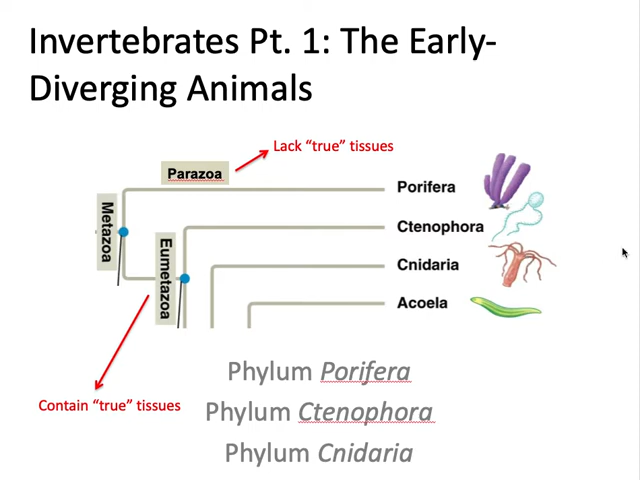 Invertebrates Pt. 1: The Early-
Diverging Animals
Lack “true” tissues
Parazoa
Porifera
Metazoa
Ctenophora
Eumetazoa
Cnidaria
Acoela
Phylum Porifera
Contain “true” tissues
Phylum Ctenophora
Phylum Cnidaria